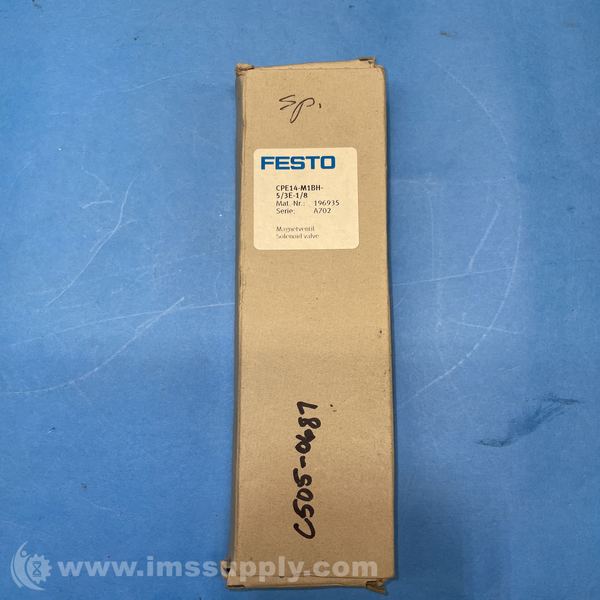 Sp.
FESTO
CPE14-M1BH-
5/3E-1/8
Mat. Nr.: 196935
Serie: A702
Magnetventil
Solenoid valve
C505-0687
© www.imssupply.com